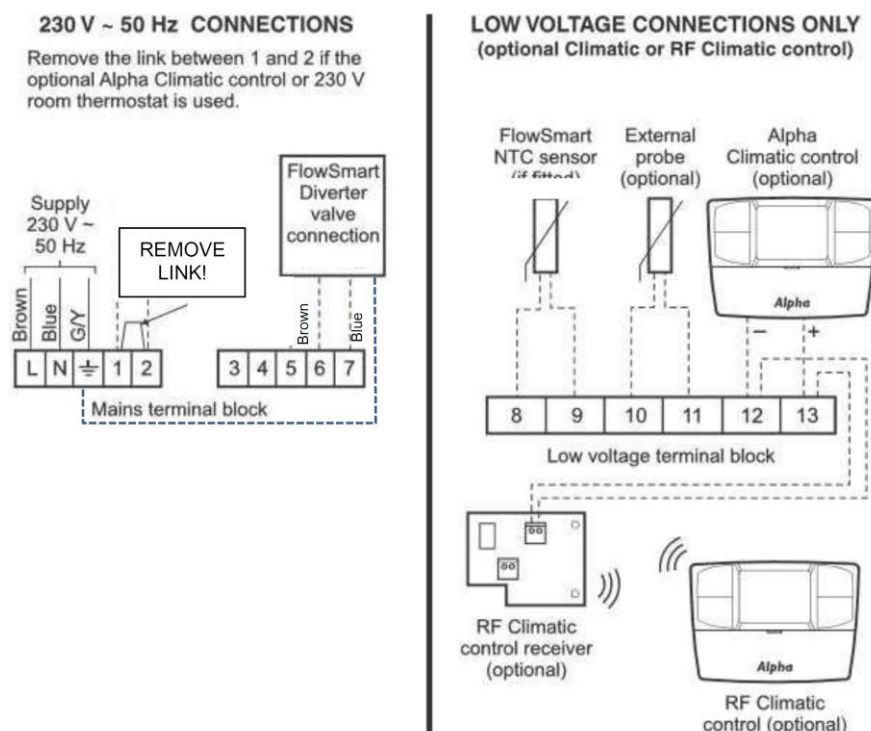 230 V ~ 50 Hz CONNECTIONS
Remove the link between 1 and 2 if the
optional Alpha Climatic control or 230 V
room thermostat is used.
Supply
230 V ~
50 Hz
REMOVE
LINK!
FlowSmart
Diverter
valve
connection
Brown
Blue
G/Y
Brown
Blue
L N 1 2
3 4 5 6 7
Mains terminal block
LOW VOLTAGE CONNECTIONS ONLY
(optional Climatic or RF Climatic control)
FlowSmart
NTC sensor
(if fitted)
External
probe
(optional)
Alpha
Climatic control
(optional)
Alpha
– +
8 9 10 11 12 13
Low voltage terminal block
RF Climatic
control receiver
(optional)
Alpha
RF Climatic
control (optional)